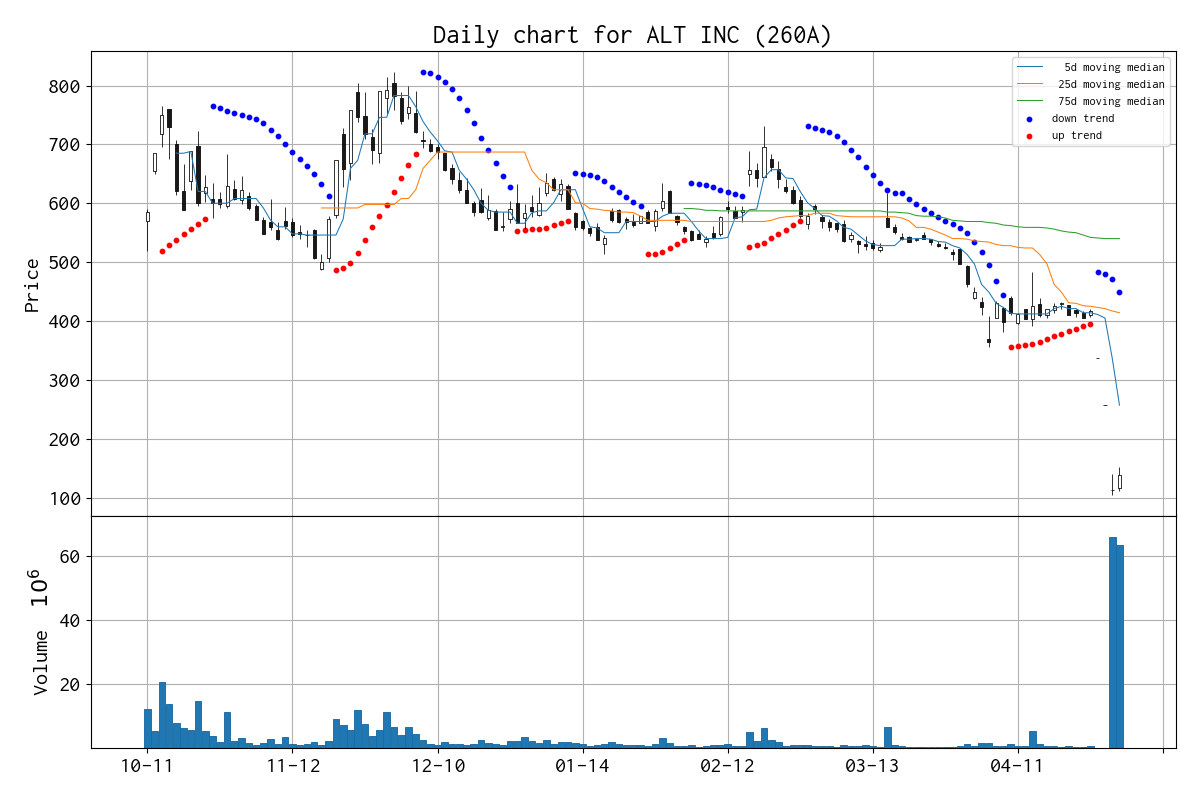 Daily chart for ALT INC (260A)
5d moving median
25d moving median
75d moving median
down trend
up trend
Price
800
700
600
500
400
300
200
100
Volume 10⁶
60
40
20
10-11 11-12 12-10 01-14 02-12 03-13 04-11